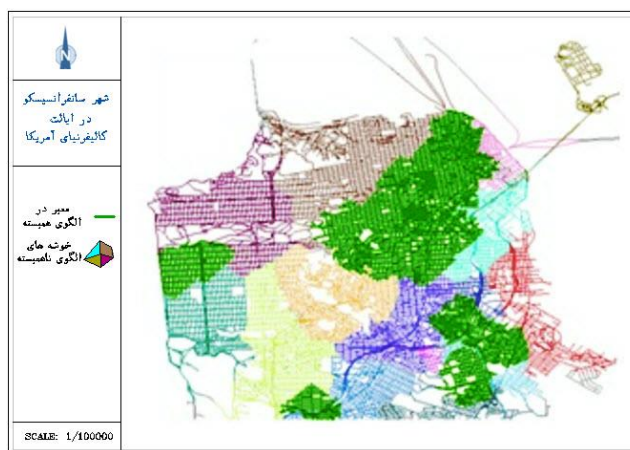 N
شهر سانفرانسیسکو
در ایالت
کالیفرنیای آمریکا
معبر در
الگوی همبسته
خوشه های
الگوی ناهمبسته
SCALE: 1/100000